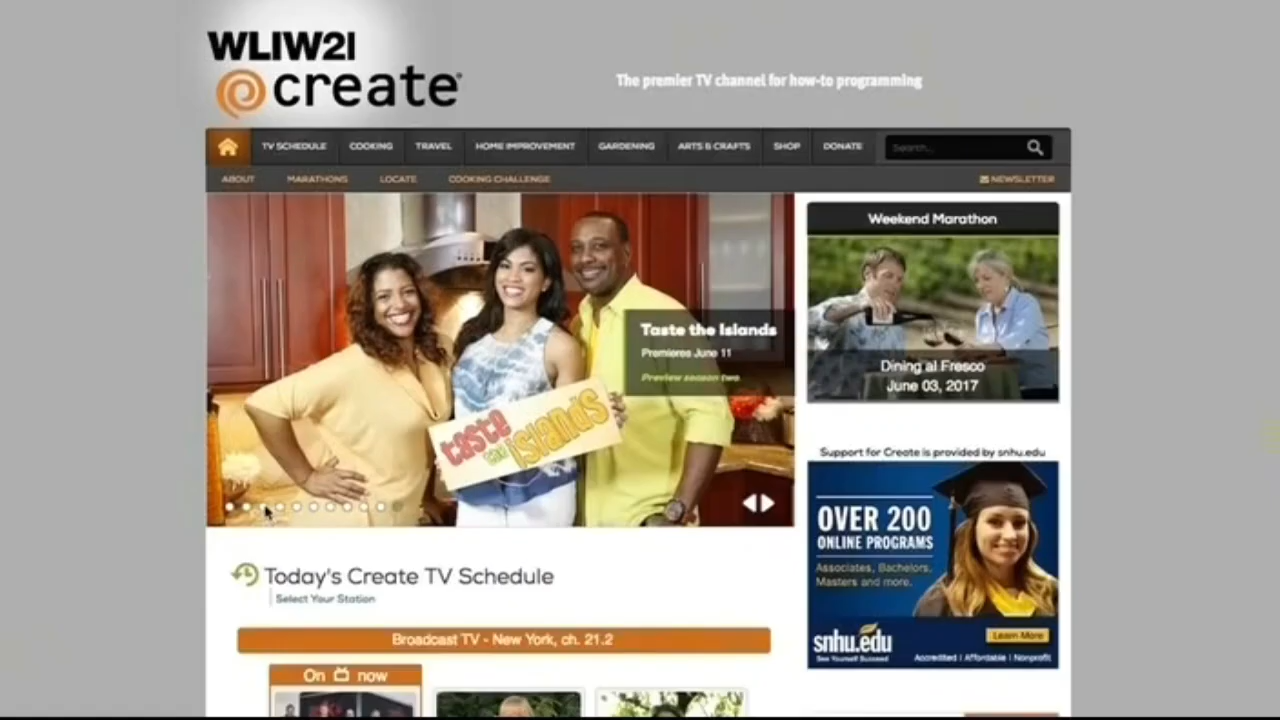 WLIW21
create
The premier TV channel for how-to programming
TV SCHEDULE COOKING TRAVEL HOME IMPROVEMENT GARDENING ARTS & CRAFTS SHOP DONATE Search...
ABOUT MARATHONS LOCATE COOKING CHALLENGE NEWSLETTER
Weekend Marathon
Taste the Islands
Premieres June 11
Preview season two
taste
the islands
Dining al Fresco
June 03, 2017
Support for Create is provided by snhu.edu
OVER 200
ONLINE PROGRAMS
Associates, Bachelors,
Masters and more.
Learn More
snhu.edu
See Yourself Succeed
Accredited | Affordable | Nonprofit
Today's Create TV Schedule
Select Your Station
Broadcast TV - New York, ch. 21.2
On now